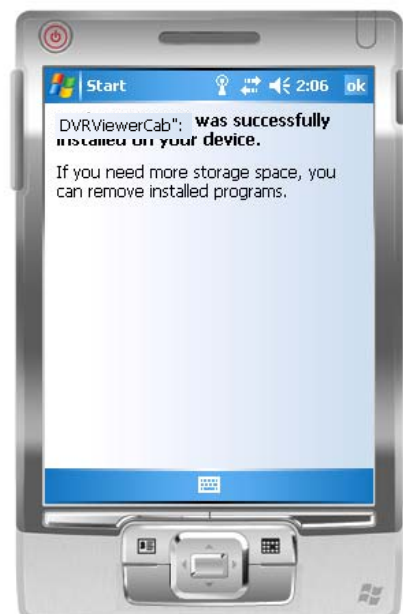 Start 2:06 ok
DVRViewerCab": was successfully
installed on your device.
If you need more storage space, you
can remove installed programs.